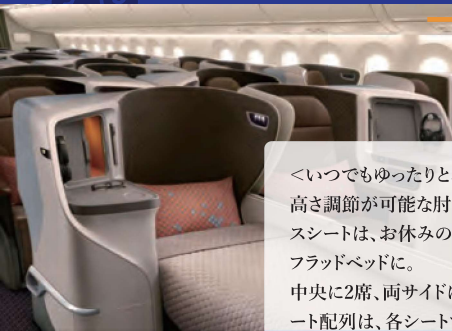 ＜いつでもゆったりと
高さ調節が可能な肘
スシートは、お休みの
フラッドベッドに。
中央に2席、両サイドに
ート配列は、各シート